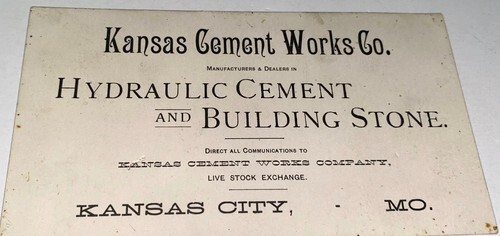 Kansas Cement Works Co.
Manufacturers & Dealers in
Hydraulic Cement
and Building Stone.
Direct all Communications to
KANSAS CEMENT WORKS COMPANY,
LIVE STOCK EXCHANGE.
KANSAS CITY, - MO.